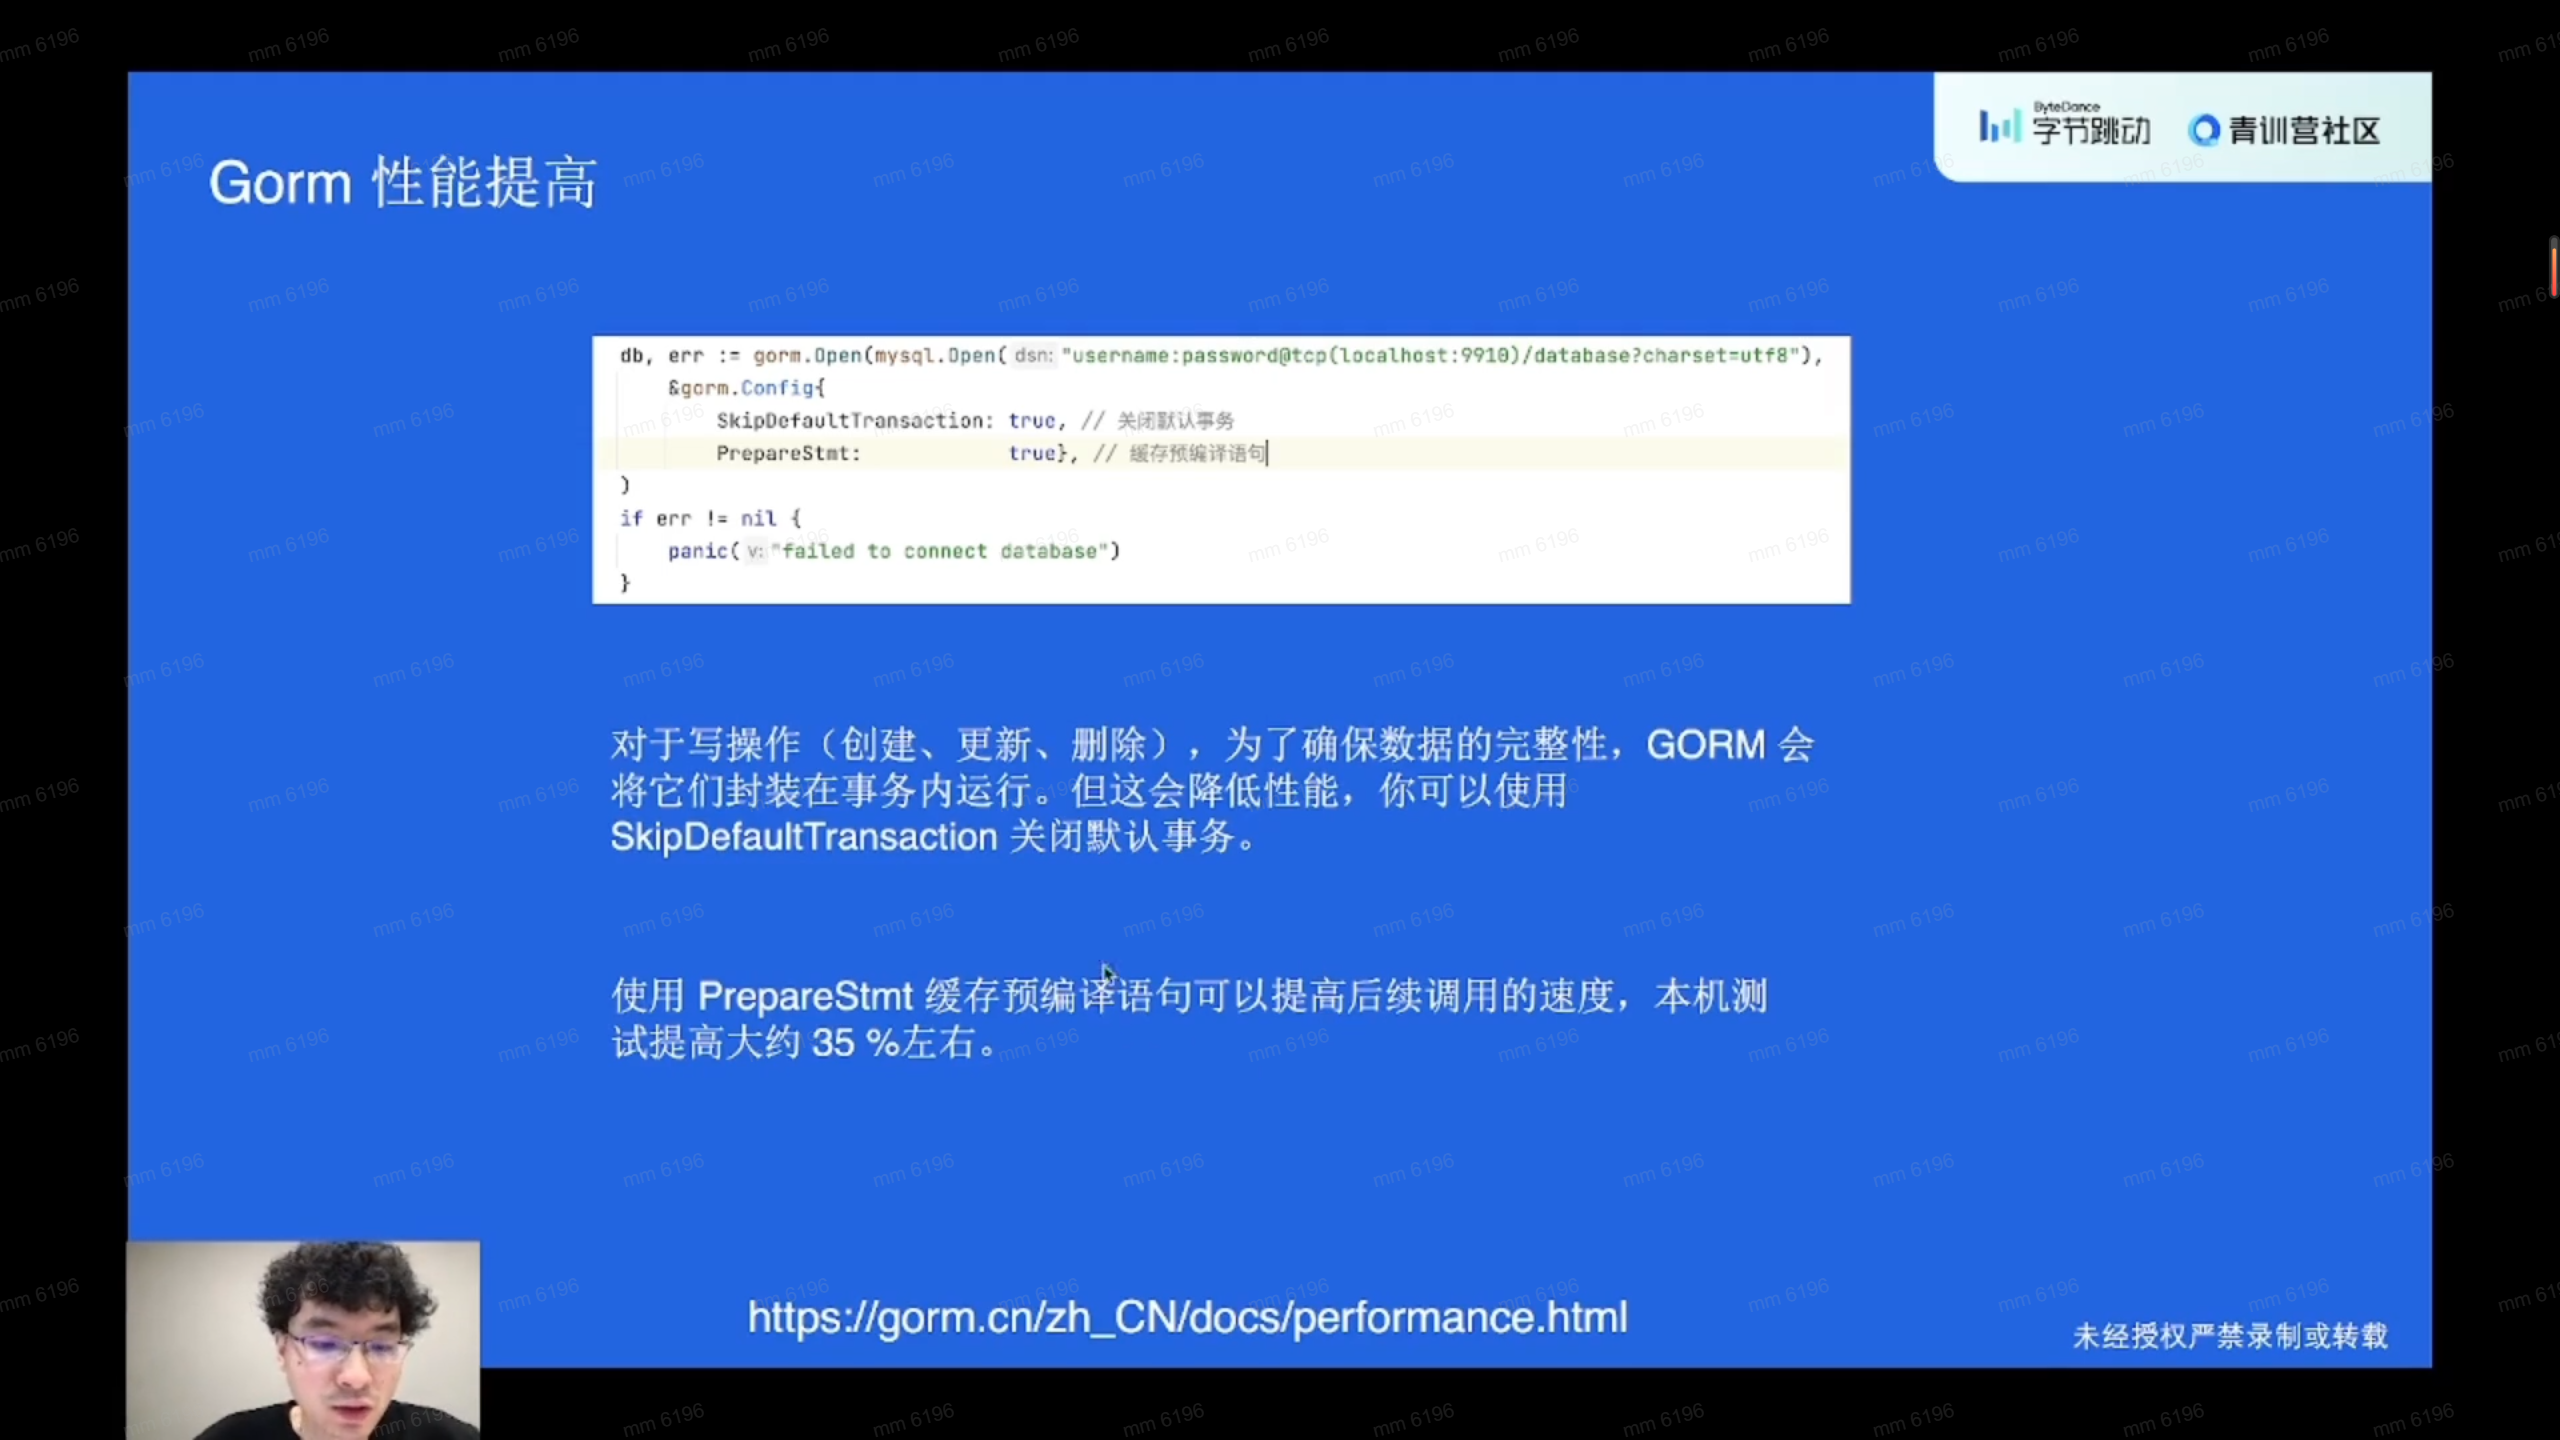 ByteDance
字节跳动
青训营社区
Gorm 性能提高
db, err := gorm.Open(mysql.Open( dsn: "username:password@tcp(localhost:9910)/database?charset=utf8"),
&gorm.Config{
SkipDefaultTransaction: true, // 关闭默认事务
PrepareStmt: true}, // 缓存预编译语句
)
if err != nil {
panic( v: "failed to connect database")
}
对于写操作（创建、更新、删除），为了确保数据的完整性，GORM 会
将它们封装在事务内运行。但这会降低性能，你可以使用
SkipDefaultTransaction 关闭默认事务。
使用 PrepareStmt 缓存预编译语句可以提高后续调用的速度，本机测
试提高大约 35 %左右。
https://gorm.cn/zh_CN/docs/performance.html
未经授权严禁录制或转载
mm 6196